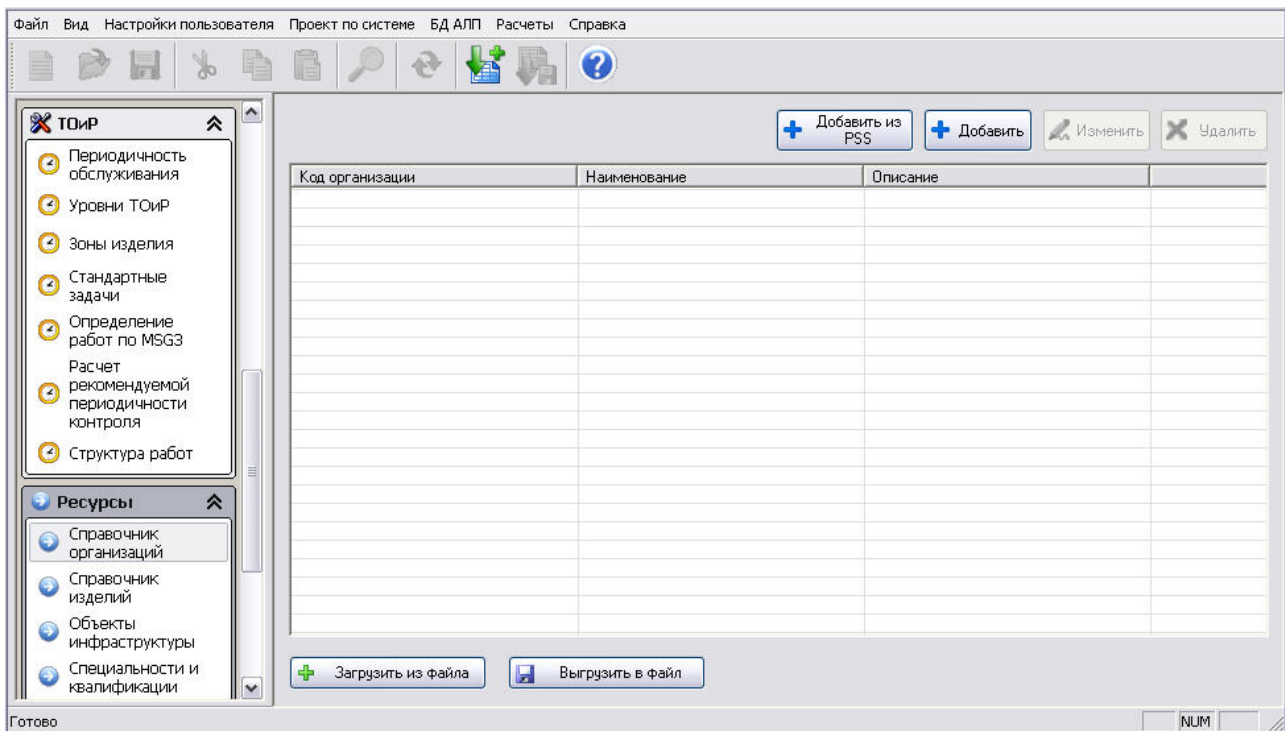 Файл Вид Настройки пользователя Проект по системе БД АЛП Расчеты Справка
ТОиР
Периодичность
обслуживания
Уровни ТОиР
Зоны изделия
Стандартные
задачи
Определение
работ по MSG3
Расчет
рекомендуемой
периодичности
контроля
Структура работ
Ресурсы
Справочник
организаций
Справочник
изделий
Объекты
инфраструктуры
Специальности и
квалификации
Добавить из
PSS
Добавить
Изменить
Удалить
Код организации Наименование Описание
Загрузить из файла
Выгрузить в файл
Готово
NUM